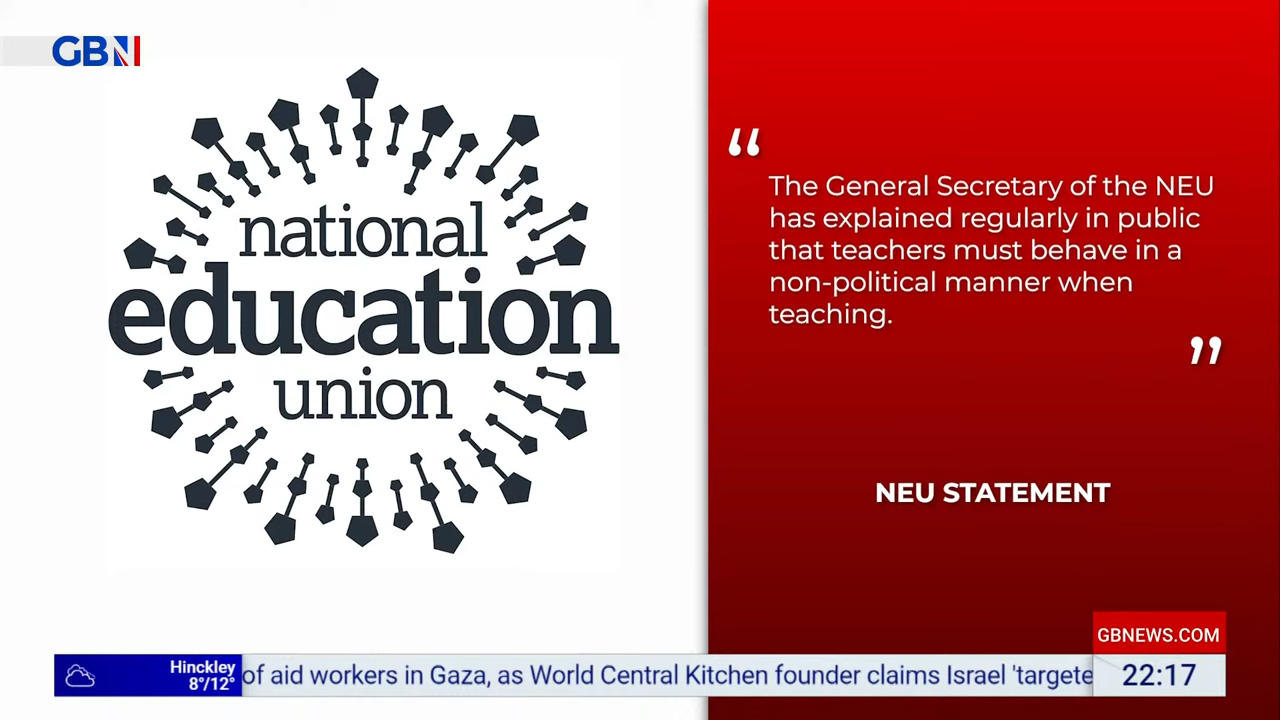 GBN
national
education
union
“
The General Secretary of the NEU
has explained regularly in public
that teachers must behave in a
non-political manner when
teaching.
”
NEU STATEMENT
GBNEWS.COM
Hinckley
8°/12°
of aid workers in Gaza, as World Central Kitchen founder claims Israel 'targete
22:17